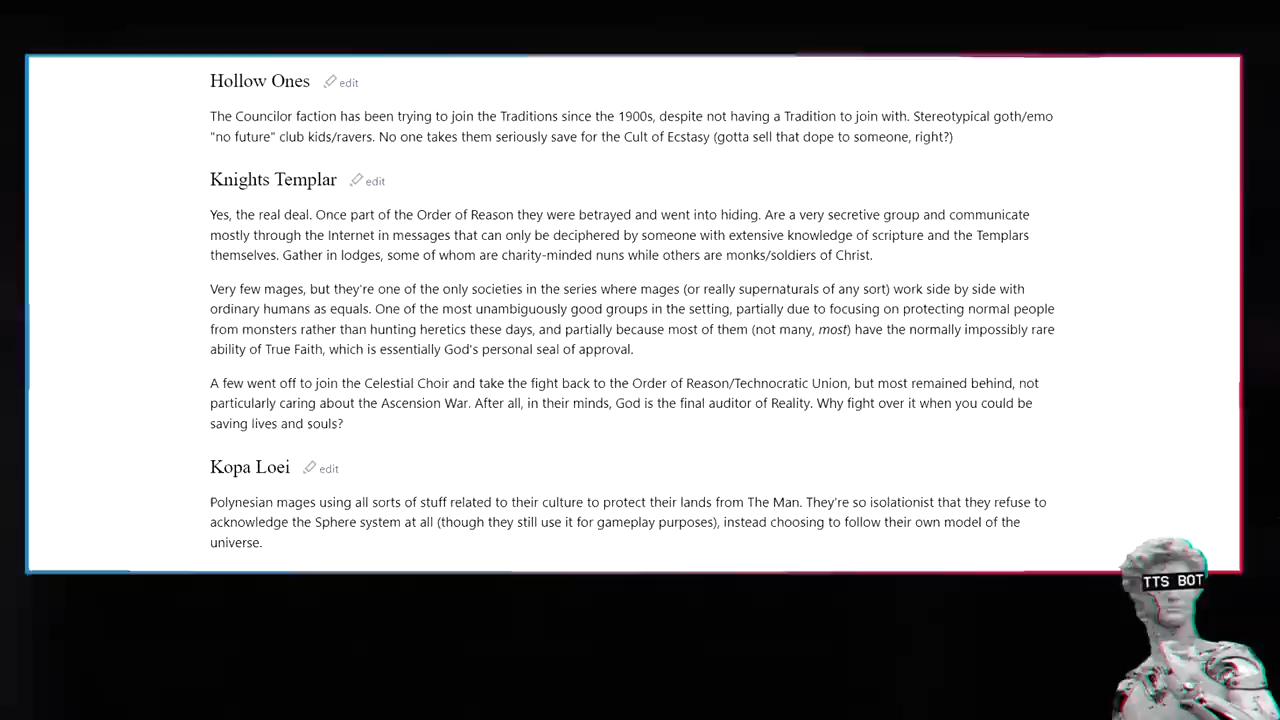 Hollow Ones edit
The Councilor faction has been trying to join the Traditions since the 1900s, despite not having a Tradition to join with. Stereotypical goth/emo
"no future" club kids/ravers. No one takes them seriously save for the Cult of Ecstasy (gotta sell that dope to someone, right?)
Knights Templar edit
Yes, the real deal. Once part of the Order of Reason they were betrayed and went into hiding. Are a very secretive group and communicate
mostly through the Internet in messages that can only be deciphered by someone with extensive knowledge of scripture and the Templars
themselves. Gather in lodges, some of whom are charity-minded nuns while others are monks/soldiers of Christ.
Very few mages, but they're one of the only societies in the series where mages (or really supernaturals of any sort) work side by side with
ordinary humans as equals. One of the most unambiguously good groups in the setting, partially due to focusing on protecting normal people
from monsters rather than hunting heretics these days, and partially because most of them (not many, most) have the normally impossibly rare
ability of True Faith, which is essentially God's personal seal of approval.
A few went off to join the Celestial Choir and take the fight back to the Order of Reason/Technocratic Union, but most remained behind, not
particularly caring about the Ascension War. After all, in their minds, God is the final auditor of Reality. Why fight over it when you could be
saving lives and souls?
Kopa Loei edit
Polynesian mages using all sorts of stuff related to their culture to protect their lands from The Man. They're so isolationist that they refuse to
acknowledge the Sphere system at all (though they still use it for gameplay purposes), instead choosing to follow their own model of the
universe.
TTS BOT